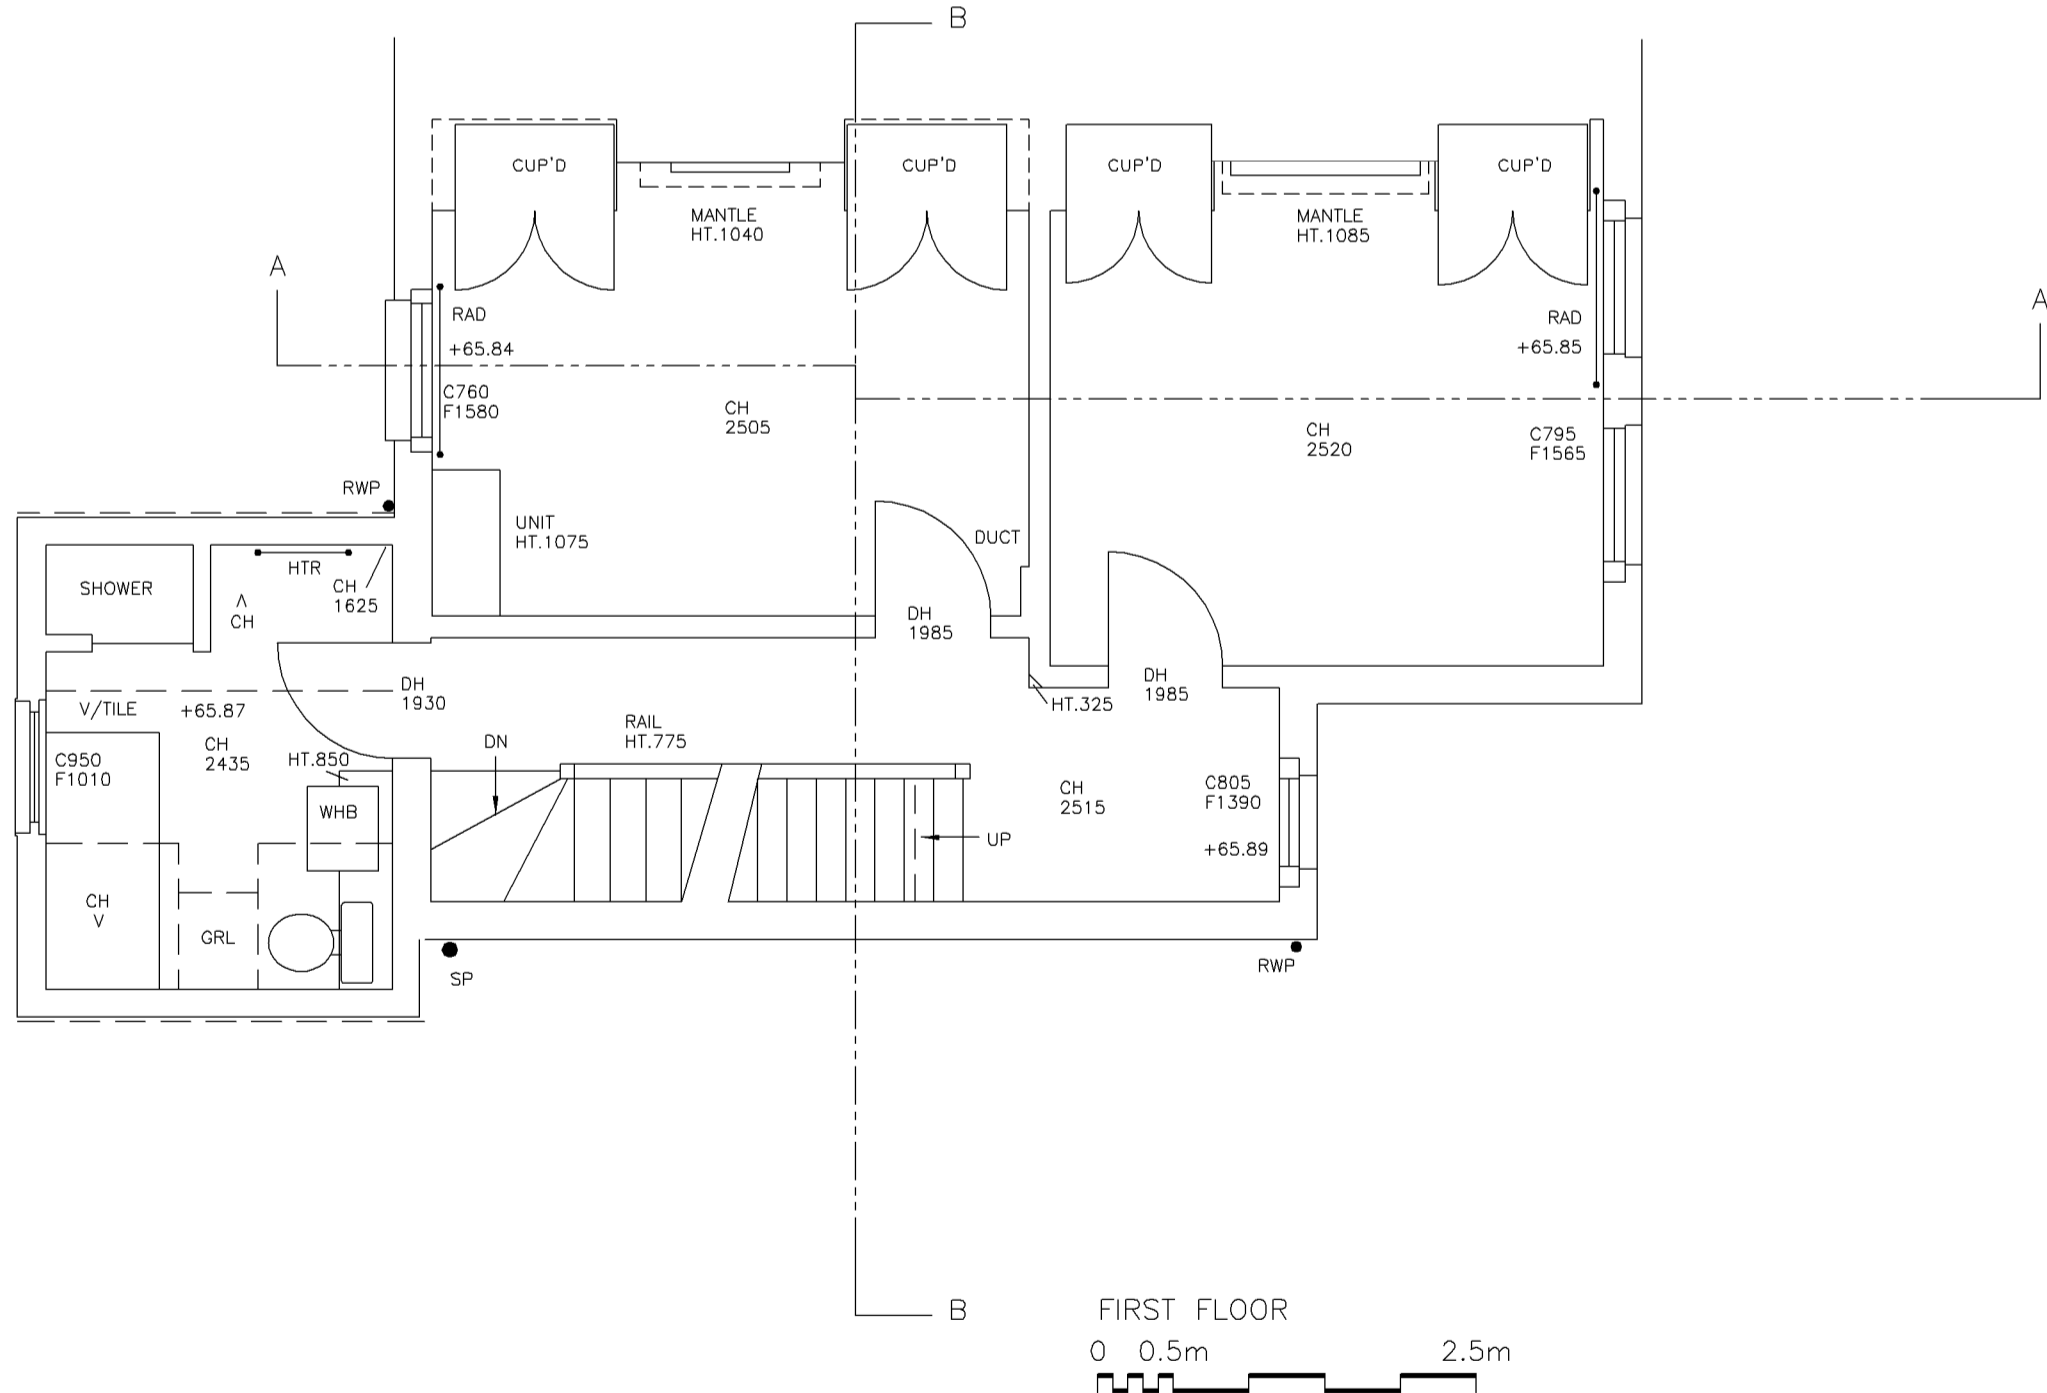 B
CUP'D
CUP'D
CUP'D
CUP'D
MANTLE
HT.1040
MANTLE
HT.1085
A
A
RAD
+65.84
RAD
+65.85
C760
F1580
CH
2505
CH
2520
C795
F1565
RWP
UNIT
HT.1075
DUCT
HTR
SHOWER
CH
1625
Λ
CH
DH
1985
DH
1930
DH
1985
V/TILE
+65.87
HT.325
RAIL
HT.775
DN
CH
2435
HT.850
C950
F1010
CH
2515
C805
F1390
WHB
UP
+65.89
CH
V
GRL
SP
RWP
B
FIRST FLOOR
0 0.5m 2.5m